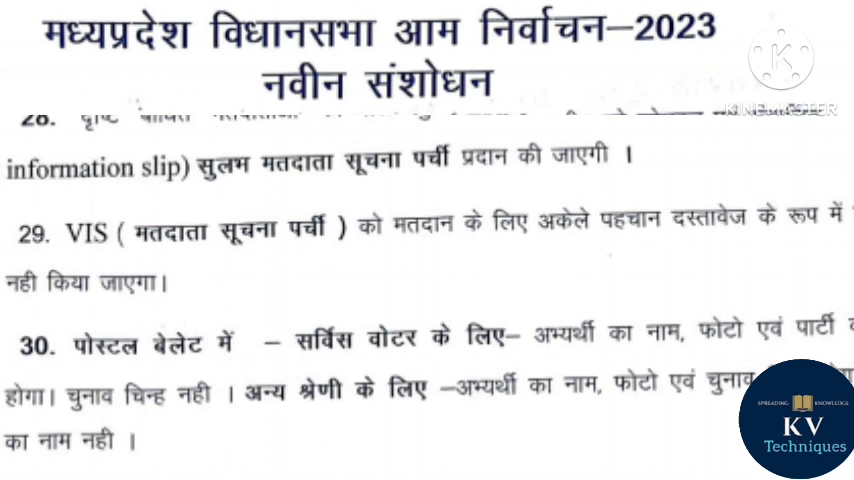 मध्यप्रदेश विधानसभा आम निर्वाचन–2023
नवीन संशोधन
K
KINEMASTER
28. दृष्टि
information slip) सुलभ मतदाता सूचना पर्ची प्रदान की जाएगी ।
29. VIS ( मतदाता सूचना पर्ची ) को मतदान के लिए अकेले पहचान दस्तावेज के रूप में
नही किया जाएगा।
30. पोस्टल बेलेट में – सर्विस वोटर के लिए– अभ्यर्थी का नाम, फोटो एवं पार्टी
होगा। चुनाव चिन्ह नही । अन्य श्रेणी के लिए –अभ्यर्थी का नाम, फोटो एवं चुनाव
का नाम नही ।
SPREADING KNOWLEDGE
KV
Techniques